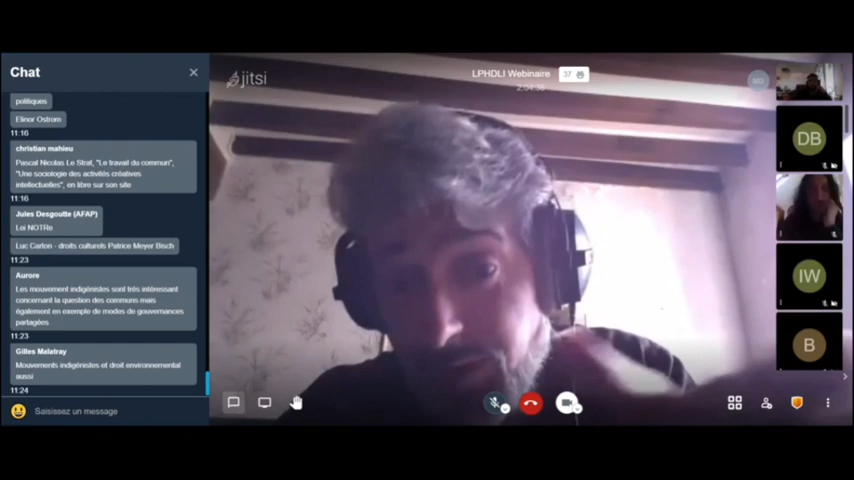 Chat
politiques
Elinor Ostrom
11:16
christian mahieu
Pascal Nicolas Le Strat, "Le travail du commun",
"Une sociologie des activités créatives
intellectuelles", en libre sur son site
11:16
Jules Desgoutte (AFAP)
Loi NOTRe
Luc Carton - droits culturels Patrice Meyer Bisch
11:23
Aurore
Les mouvement indigénistes sont très intéressant
concernant la question des communs mais
également en exemple de modes de gouvernances
partagées
11:23
Gilles Malatray
Mouvements indigénistes et droit environnemental
aussi
11:24
Saisissez un message
jitsi
LPHDLI Webinaire
37
DB
IW
B